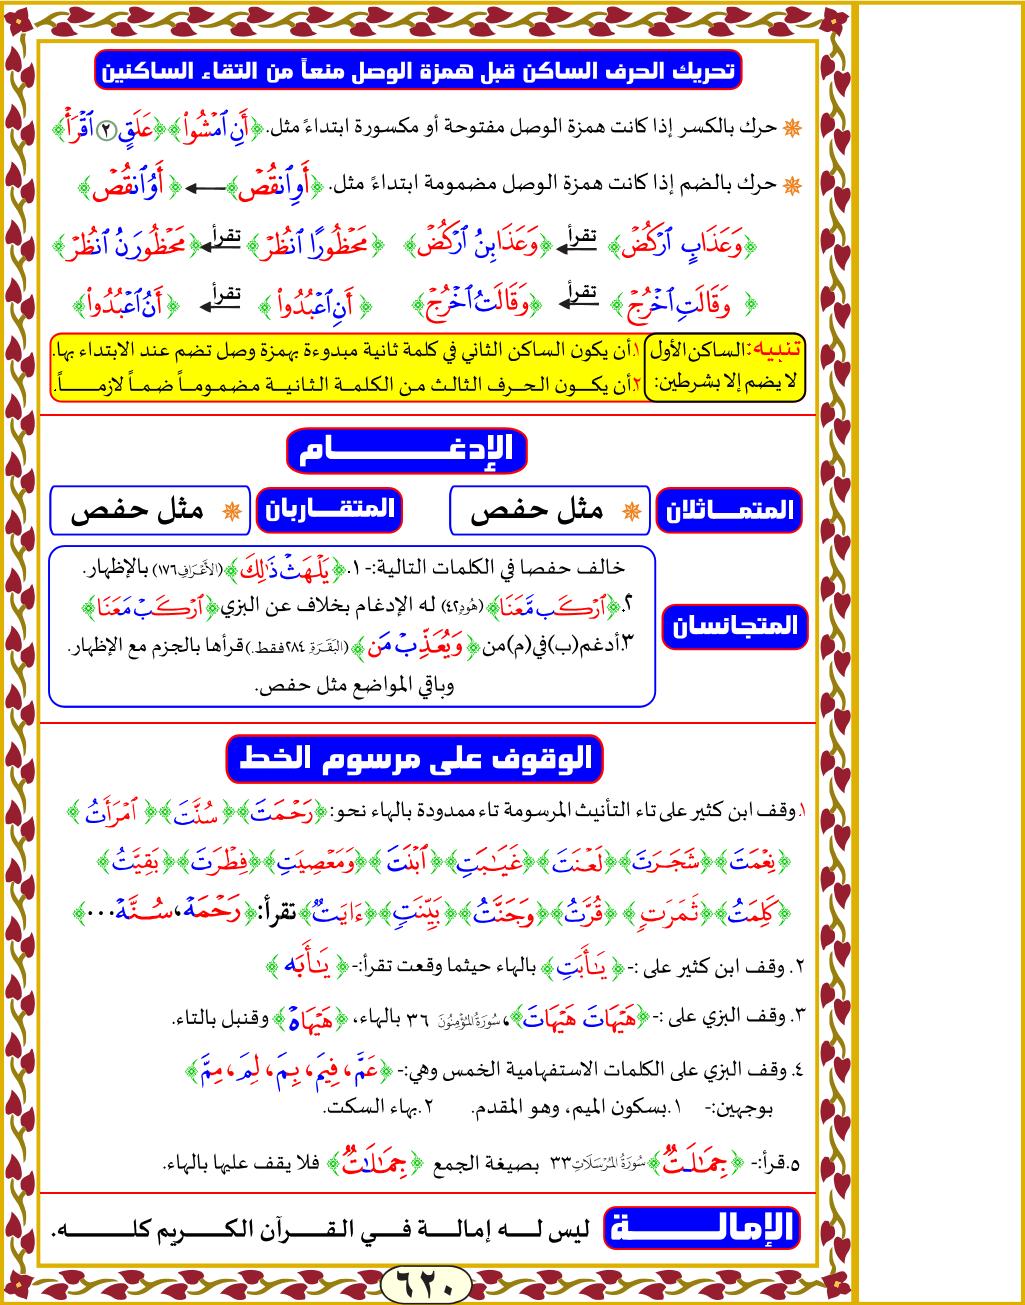 تحريك الحرف الساكن قبل همزة الوصل منعاً من التقاء الساكنين
حرك بالكسر إذا كانت همزة الوصل مفتوحة أو مكسورة ابتداءً مثل. ﴿أَنِ ٱمْشُواْ﴾ ﴿عَلَقٍ ٢ ٱقْرَأْ﴾
حرك بالضم إذا كانت همزة الوصل مضمومة ابتداءً مثل. ﴿أَوِ ٱنقُصْ﴾ ← ﴿أَوُ ٱنقُصْ﴾
﴿وَعَذَابٍ ٱرْكُضْ﴾ تقرأ ﴿وَعَذَابِنُ ٱرْكُضْ﴾ ﴿مَحْظُورًا ٱنظُرْ﴾ تقرأ ﴿مَحْظُورَنُ ٱنظُرْ﴾
﴿وَقَالَتِ ٱخْرُجْ﴾ تقرأ ﴿وَقَالَتُ ٱخْرُجْ﴾ ﴿أَنِ ٱعْبُدُواْ﴾ تقرأ ﴿أَنُ ٱعْبُدُواْ﴾
تنبيه: الساكن الأول لا يضم إلا بشرطين:
١.أن يكون الساكن الثاني في كلمة ثانية مبدوءة بهمزة وصل تضم عند الابتداء بها.
٢.أن يكون الحرف الثالث من الكلمة الثانية مضموماً ضماً لازماً.
الإدغام
المتماثلان مثل حفص المتقاربان مثل حفص
المتجانسان
خالف حفصا في الكلمات التالية:- ١.﴿يَلْهَثْ ذَٰلِكَ﴾ (الأَعْرَاف ١٧٦) بالإظهار.
٢.﴿ٱرْكَب مَّعَنَا﴾ (هُود ٤٢) له الإدغام بخلاف عن البزي ﴿ٱرْكَبْ مَعَنَا﴾
٣.أدغم(ب)في(م)من ﴿وَيُعَذِّبْ مَن﴾ (البَقَرَة ٢٨٤ فقط.) قرأها بالجزم مع الإظهار.
وباقي المواضع مثل حفص.
الوقوف على مرسوم الخط
١.وقف ابن كثير على تاء التأنيث المرسومة تاء ممدودة بالهاء نحو: ﴿رَحْمَتَ﴾ ﴿سُنَّتَ﴾ ﴿ٱمْرَأَتُ﴾
﴿نِعْمَتَ﴾ ﴿شَجَرَتَ﴾ ﴿لَعْنَتَ﴾ ﴿غَيَٰبَتِ﴾ ﴿ٱبْنَتَ﴾ ﴿وَمَعْصِيَتِ﴾ ﴿فِطْرَتَ﴾ ﴿بَقِيَّتُ﴾
﴿كَلِمَتُ﴾ ﴿ثَمَرَتٍ﴾ ﴿قُرَّتُ﴾ ﴿وَجَنَّتُ﴾ ﴿بَيِّنَتٍ﴾ ﴿ءَايَتٌ﴾ تقرأ: ﴿رَحْمَهْ، سُنَّهْ...﴾
٢. وقف ابن كثير على :- ﴿يَٰٓأَبَتِ﴾ بالهاء حيثما وقعت تقرأ:- ﴿يَٰٓأَبَه﴾
٣. وقف البزي على :- ﴿هَيْهَاتَ هَيْهَاتَ﴾، سُورَةُ المُؤْمِنُونَ ٣٦ بالهاء، ﴿هَيْهَاهْ﴾ وقنبل بالتاء.
٤. وقف البزي على الكلمات الاستفهامية الخمس وهي:- ﴿عَمَّ، فِيمَ، بِمَ، لِمَ، مِمَّ﴾
بوجهين:- ١.بسكون الميم، وهو المقدم. ٢.بهاء السكت.
٥.قرأ:- ﴿جِمَٰلَتٌ﴾ سُورَةُ المُرْسَلَاتِ ٣٣ بصيغة الجمع ﴿جِمَٰلَٰتٌ﴾ فلا يقف عليها بالهاء.
الإمالة ليس له إمالة في القرآن الكريم كله.
٦٢٠